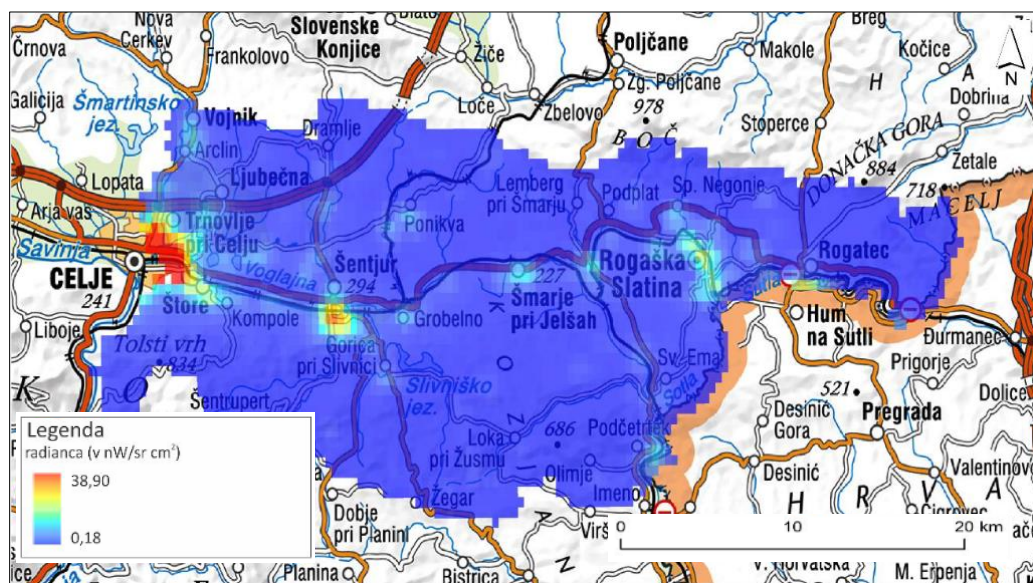 Nova
Cerkev
Črnova
Frankolovo
Slovenske
Konjice
Žiče
Poljčane
Makole
Breg
Kočice
H
A
N
Galicija
Šmartinsko
jez.
Vojnik
Dramlje
Loče
Zbelovo
Zg. Poljčane
978
BOČ
Stoperce
Dobrina
Arclin
DONAČKA GORA
884
Žetale
Lopata
Ljubečna
Lemberg
pri Šmarju
Podplat
Sp. Negonje
718
MACELJ
Arja vas
Trnovlje
pri Celju
Ponikva
Savinja
Voglajna
Šentjur
Rogaška
Slatina
Rogatec
CELJE
294
227
K
Sutla
241
Štore
Kompole
Grobelno
Šmarje
pri Jelšah
Hum
na Sutli
Đurmanec
Liboje
Tolsti vrh
834
Gorica
pri Slivnici
O
Sv. Ema
Sotla
Prigorje
K
O
Slivniško
jez.
Z
521
Dolice
Šentrupert
Desinić
Gora
Pregrada
Loka
pri Žusmu
686
Podčetrtek
J
Olimje
Desinić
Valentinov
Žegar
Imeno
H R V A
Dobje
pri Planini
A
N
Planina
Bistrica
M. Erpenja
Legenda
radianca (v nW/sr cm²)
38,90
0,18
0 10 20 km